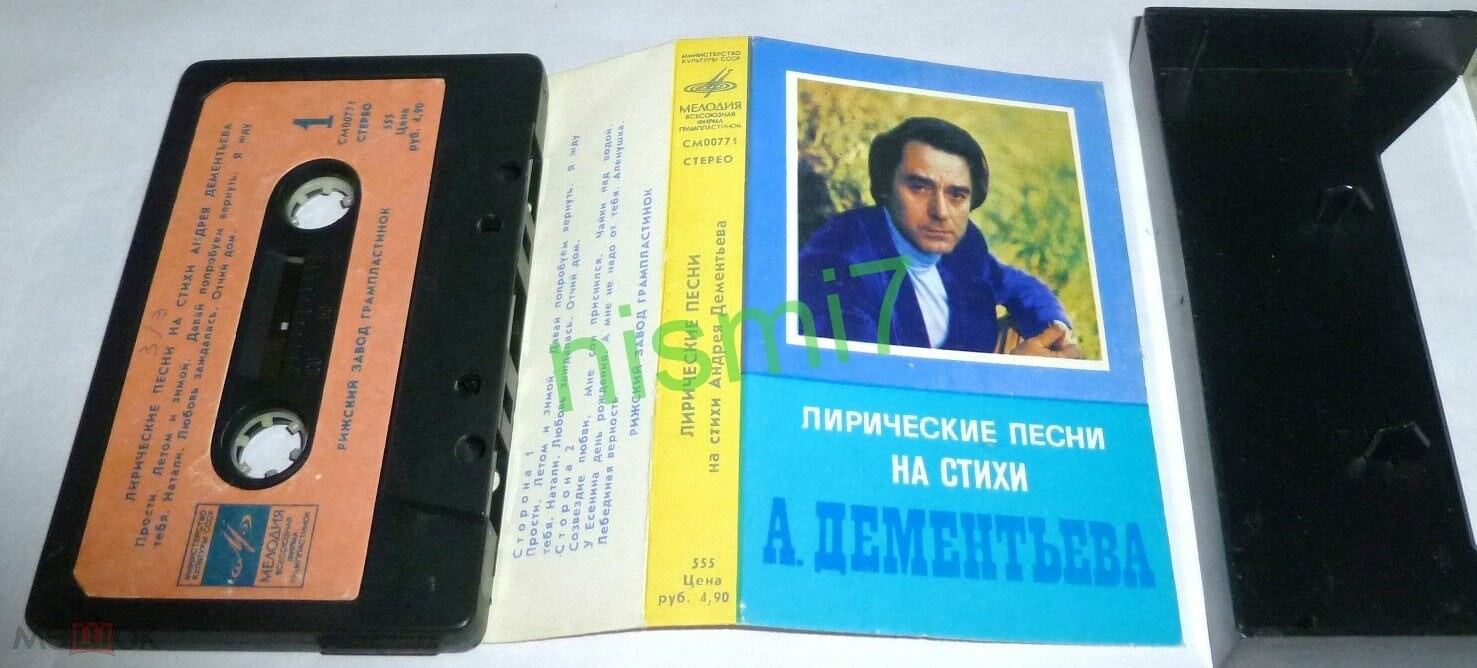 ЛИРИЧЕСКИЕ ПЕСНИ НА СТИХИ АНДРЕЯ ДЕМЕНТЬЕВА
Прости. Летом и зимой. Давай попробуем вернуть. Я жду
тебя. Натали. Любовь заждалась. Отчий дом.
РИЖСКИЙ ЗАВОД ГРАМПЛАСТИНОК
1
СМ00771
СТЕРЕО
555
Цена
руб. 4,90
3/Э
МИНИСТЕРСТВО
КУЛЬТУРЫ СССР
МЕЛОДИЯ
ВСЕСОЮЗНАЯ
ФИРМА
ГРАМПЛАСТИНОК
Сторона 1
Прости. Летом и зимой. Давай попробуем вернуть. Я жду
тебя. Натали. Любовь заждалась. Отчий дом.
Сторона 2
Созвездие любви. Мне сон приснился. Чайки над водой.
У Есенина день рождения. А мне не надо от тебя. Аленушка.
Лебединая верность
РИЖСКИЙ ЗАВОД ГРАМПЛАСТИНОК
МИНИСТЕРСТВО
КУЛЬТУРЫ СССР
МЕЛОДИЯ
ВСЕСОЮЗНАЯ
ФИРМА
ГРАМПЛАСТИНОК
СМ00771
СТЕРЕО
ЛИРИЧЕСКИЕ ПЕСНИ
на стихи Андрея Дементьева
555
Цена
руб. 4,90
ЛИРИЧЕСКИЕ ПЕСНИ
НА СТИХИ
А. ДЕМЕНТЬЕВА
nismi7
МЕШОК